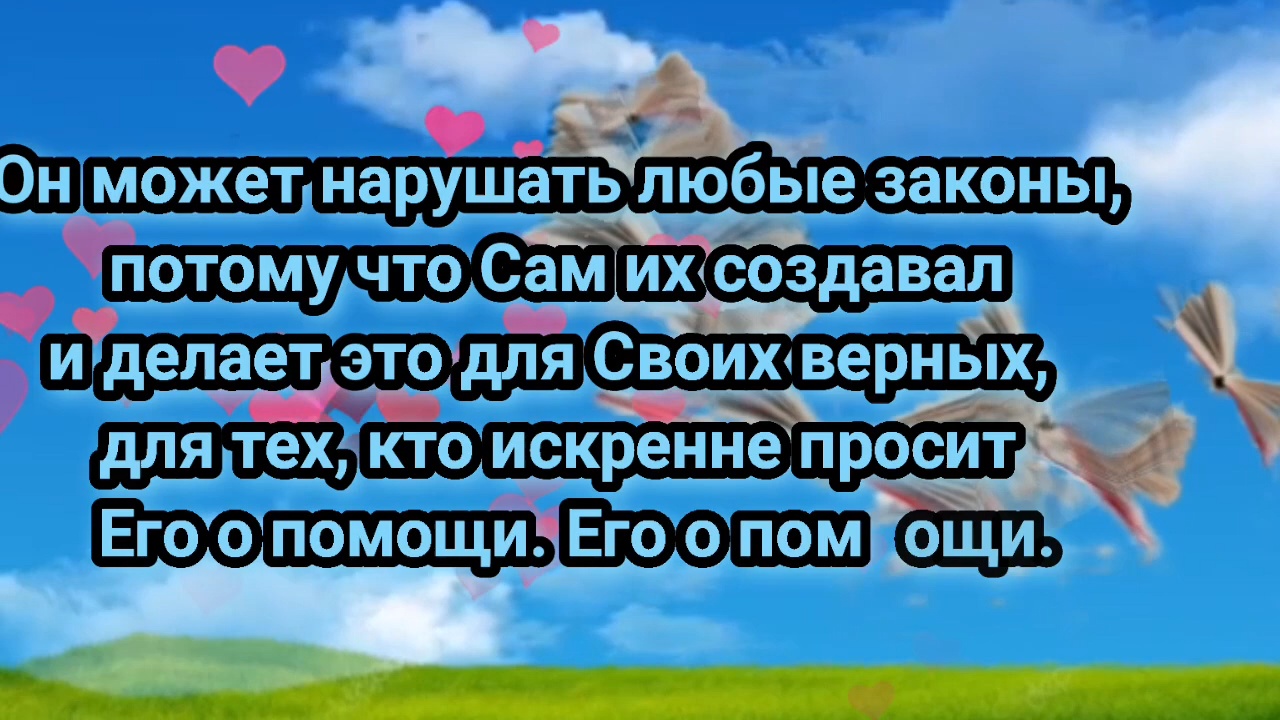 Он может нарушать любые законы,
потому что Сам их создавал
и делает это для Своих верных,
для тех, кто искренне просит
Его о помощи. Его о пом ощи.